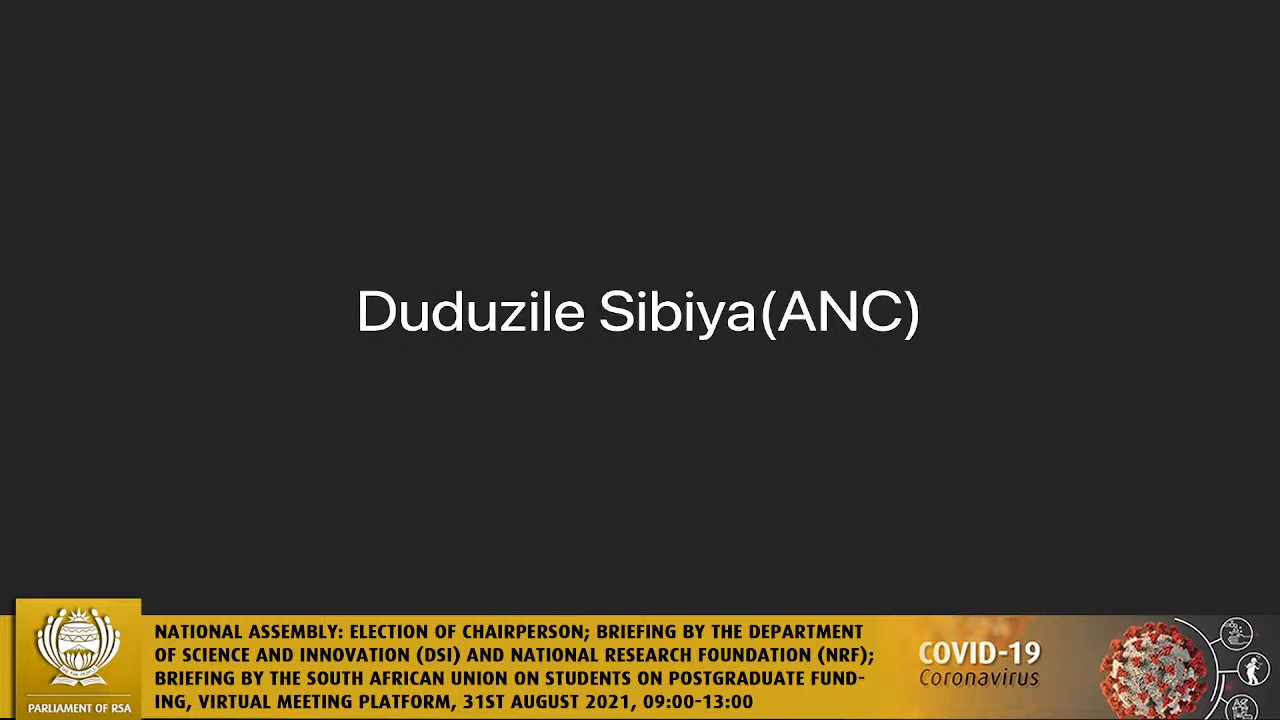 Duduzile Sibiya(ANC)
NATIONAL ASSEMBLY: ELECTION OF CHAIRPERSON; BRIEFING BY THE DEPARTMENT
OF SCIENCE AND INNOVATION (DSI) AND NATIONAL RESEARCH FOUNDATION (NRF);
BRIEFING BY THE SOUTH AFRICAN UNION ON STUDENTS ON POSTGRADUATE FUND-
ING, VIRTUAL MEETING PLATFORM, 31ST AUGUST 2021, 09:00-13:00
PARLIAMENT OF RSA
COVID-19
Coronavirus